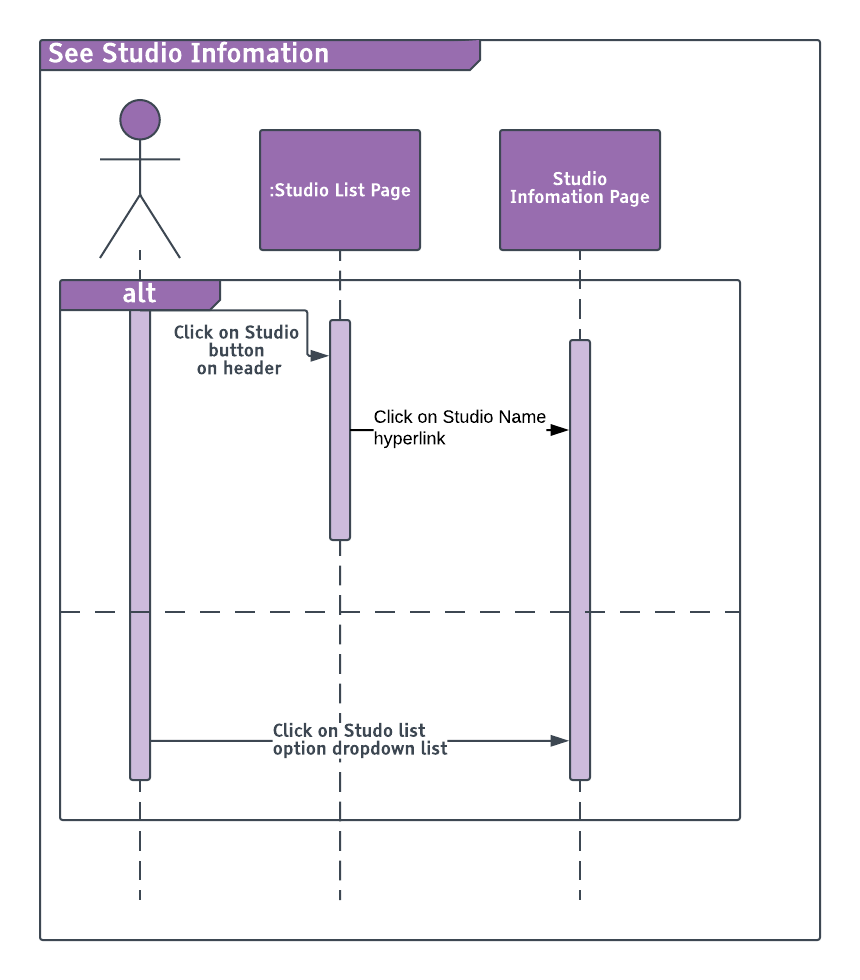 See Studio Infomation
:Studio List Page
Studio
Infomation Page
alt
Click on Studio
button
on header
Click on Studio Name
hyperlink
Click on Studo list
option dropdown list